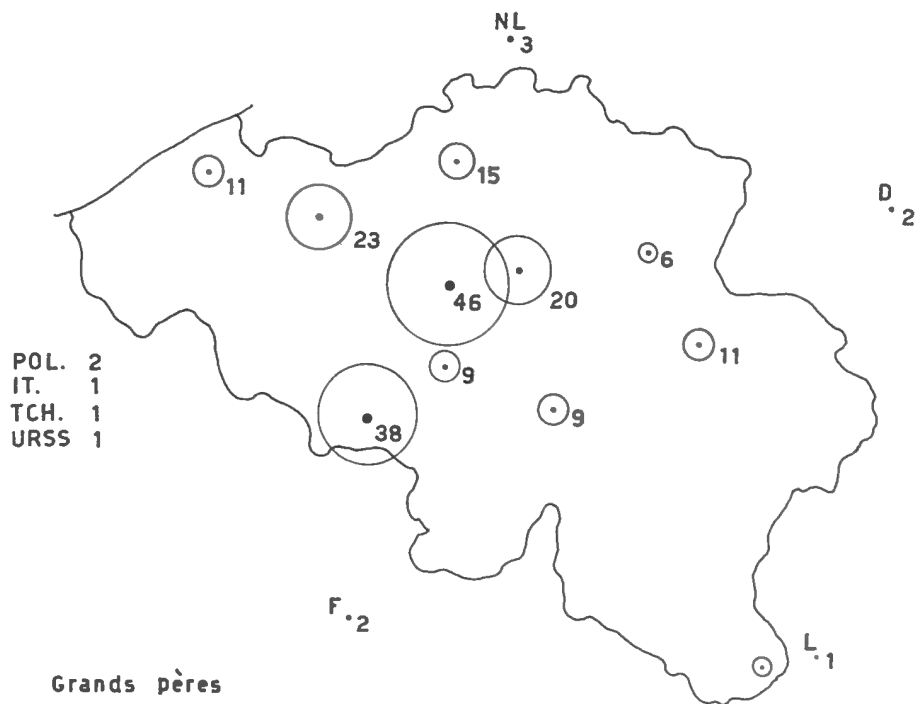 NL
3
15
11
D
2
23
6
46
20
11
POL. 2
IT. 1
TCH. 1
URSS 1
9
9
38
F
2
L
1
Grands pères